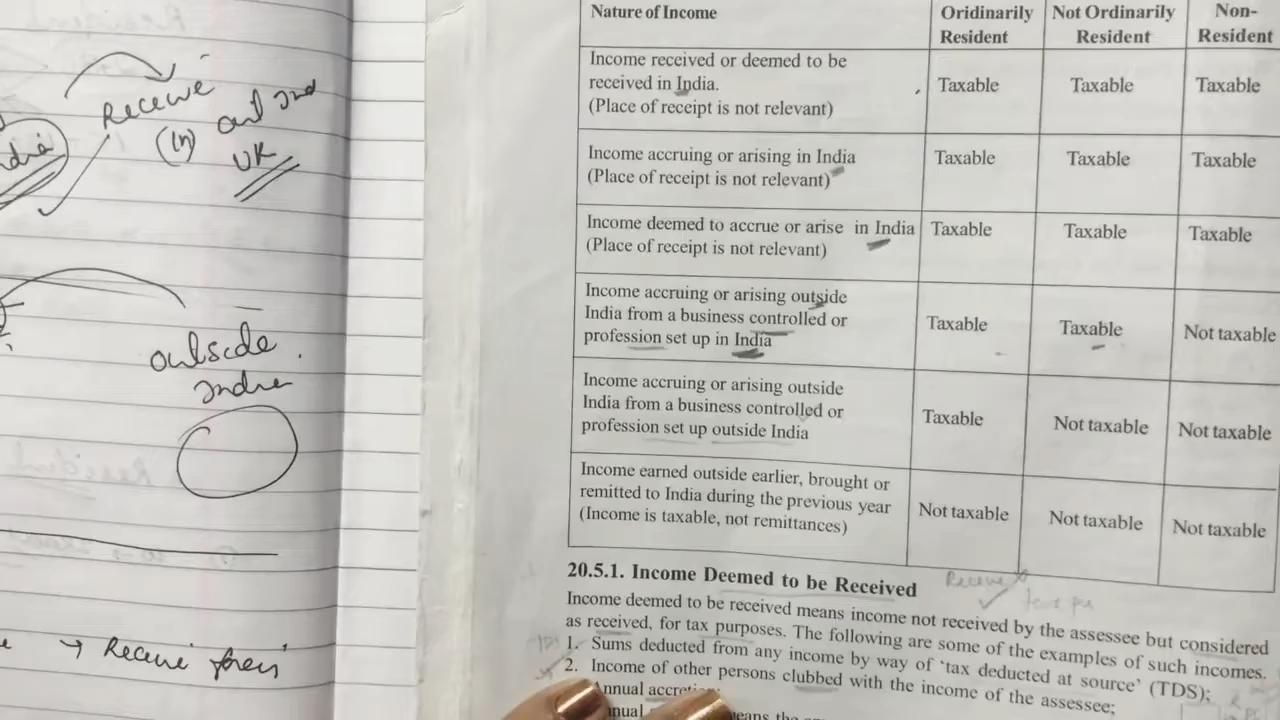 Receive
(in) out Ind
UK
India
outside
India
→ Receive foreri
Nature of Income
Oridinarily Resident
Not Ordinarily Resident
Non-Resident
Income received or deemed to be
received in India.
(Place of receipt is not relevant)
Taxable
Taxable
Taxable
Income accruing or arising in India
(Place of receipt is not relevant)
Taxable
Taxable
Taxable
Income deemed to accrue or arise in India
(Place of receipt is not relevant)
Taxable
Taxable
Taxable
Income accruing or arising outside
India from a business controlled or
profession set up in India
Taxable
Taxable
Not taxable
Income accruing or arising outside
India from a business controlled or
profession set up outside India
Taxable
Not taxable
Not taxable
Income earned outside earlier, brought or
remitted to India during the previous year
(Income is taxable, not remittances)
Not taxable
Not taxable
Not taxable
20.5.1. Income Deemed to be Received
Receive
Income deemed to be received means income not received by the assessee but considered
as received, for tax purposes. The following are some of the examples of such incomes.
1. Sums deducted from any income by way of 'tax deducted at source' (TDS);
2. Income of other persons clubbed with the income of the assessee;
Annual
means the